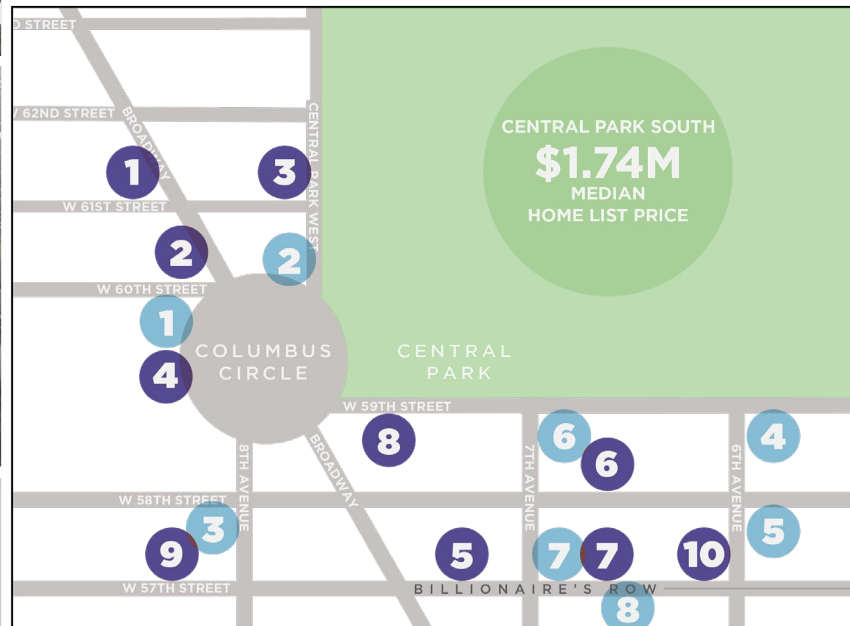 D STREET
W 62ND STREET
BROADWAY
CENTRAL PARK WEST
CENTRAL PARK SOUTH
$1.74M
MEDIAN
HOME LIST PRICE
1
3
W 61ST STREET
2
2
W 60TH STREET
1
COLUMBUS
CIRCLE
CENTRAL
PARK
4
W 59TH STREET
8
6
6
4
8TH AVENUE
BROADWAY
7TH AVENUE
6TH AVENUE
W 58TH STREET
3
9
5
7
7
10
5
W 57TH STREET
BILLIONAIRE'S ROW
8